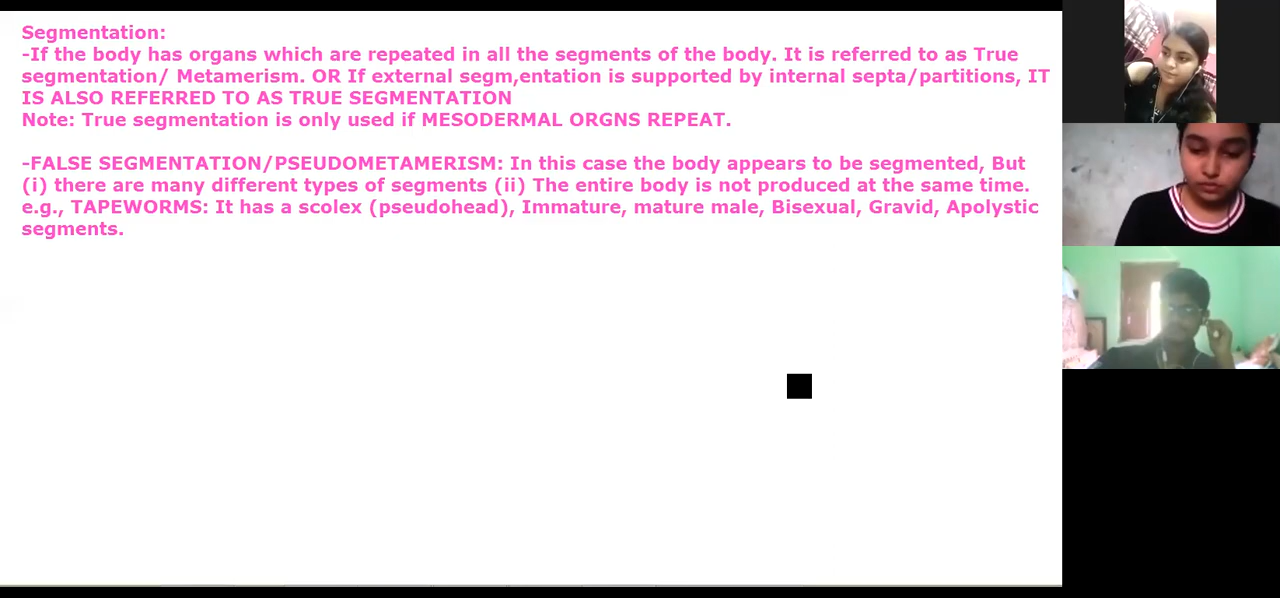 Segmentation:
-If the body has organs which are repeated in all the segments of the body. It is referred to as True
segmentation/ Metamerism. OR If external segm,entation is supported by internal septa/partitions, IT
IS ALSO REFERRED TO AS TRUE SEGMENTATION
Note: True segmentation is only used if MESODERMAL ORGNS REPEAT.
-FALSE SEGMENTATION/PSEUDOMETAMERISM: In this case the body appears to be segmented, But
(i) there are many different types of segments (ii) The entire body is not produced at the same time.
e.g., TAPEWORMS: It has a scolex (pseudohead), Immature, mature male, Bisexual, Gravid, Apolystic
segments.